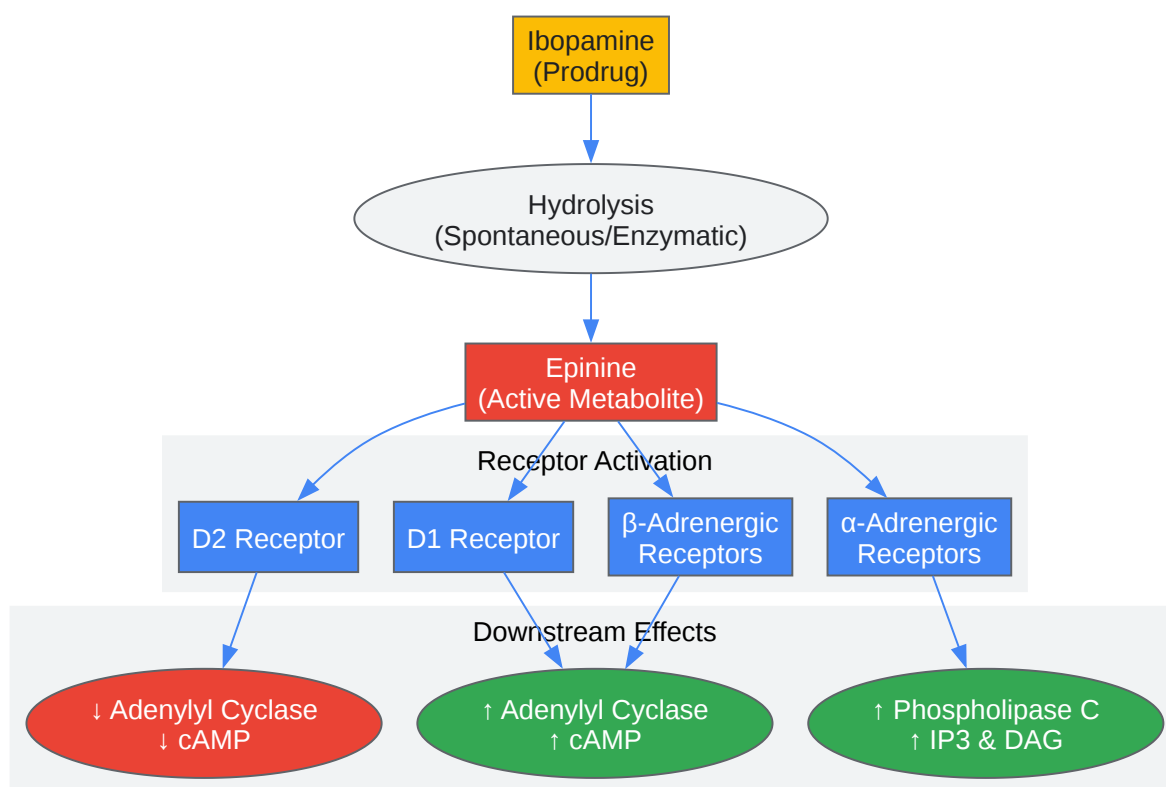 Ibopamine
(Prodrug)
Hydrolysis
(Spontaneous/Enzymatic)
Epinine
(Active Metabolite)
Receptor Activation
D2 Receptor
D1 Receptor
β-Adrenergic
Receptors
α-Adrenergic
Receptors
Downstream Effects
↓ Adenylyl Cyclase
↓ cAMP
↑ Adenylyl Cyclase
↑ cAMP
↑ Phospholipase C
↑ IP3 & DAG